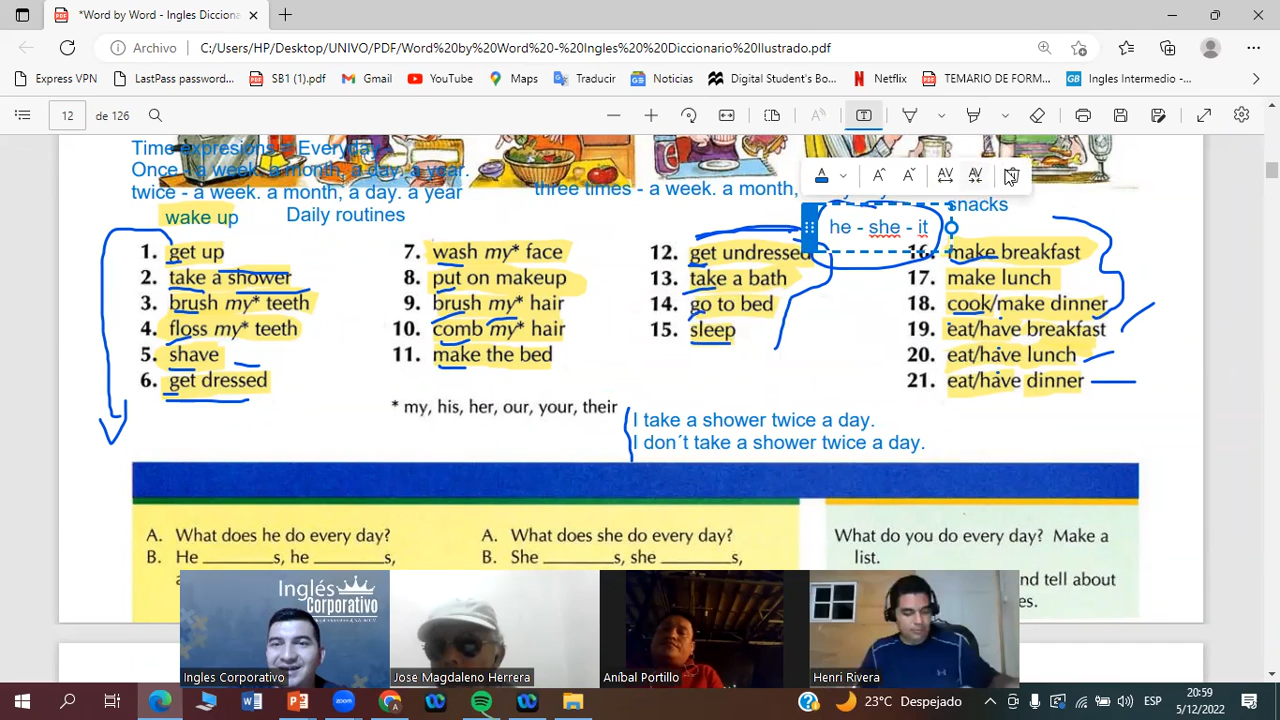 *Word by Word - Ingles Dicciona
Archivo
C:/Users/HP/Desktop/UNIVO/PDF/Word%20by%20Word%20-%20Ingles%20%20Diccionario%20Ilustrado.pdf
Express VPN
LastPass password...
SB1 (1).pdf
Gmail
YouTube
Maps
Traducir
Noticias
Digital Student's Bo...
Netflix
TEMARIO DE FORM...
Ingles Intermedio -...
12
de 126
Time expresions = Everyday
Once - a week. a month, a day. a year.
twice - a week. a month, a day. a year
three times - a week. a month,
snacks
wake up
Daily routines
he - she - it
1. get up
2. take a shower
3. brush my* teeth
4. floss my* teeth
5. shave
6. get dressed
7. wash my* face
8. put on makeup
9. brush my* hair
10. comb my* hair
11. make the bed
* my, his, her, our, your, their
12. get undressed
13. take a bath
14. go to bed
15. sleep
16. make breakfast
17. make lunch
18. cook/make dinner
19. eat/have breakfast
20. eat/have lunch
21. eat/have dinner
I take a shower twice a day.
I don´t take a shower twice a day.
A. What does he do every day?
B. He ________s, he ________s,
A. What does she do every day?
B. She ________s, she ________s,
What do you do every day? Make a
list.
nd tell about
es.
Inglés
Corporativo
Ingles Corporativo
Jose Magdaleno Herrera
Aníbal Portillo
Henri Rivera
23°C Despejado
ESP
20:59
5/12/2022